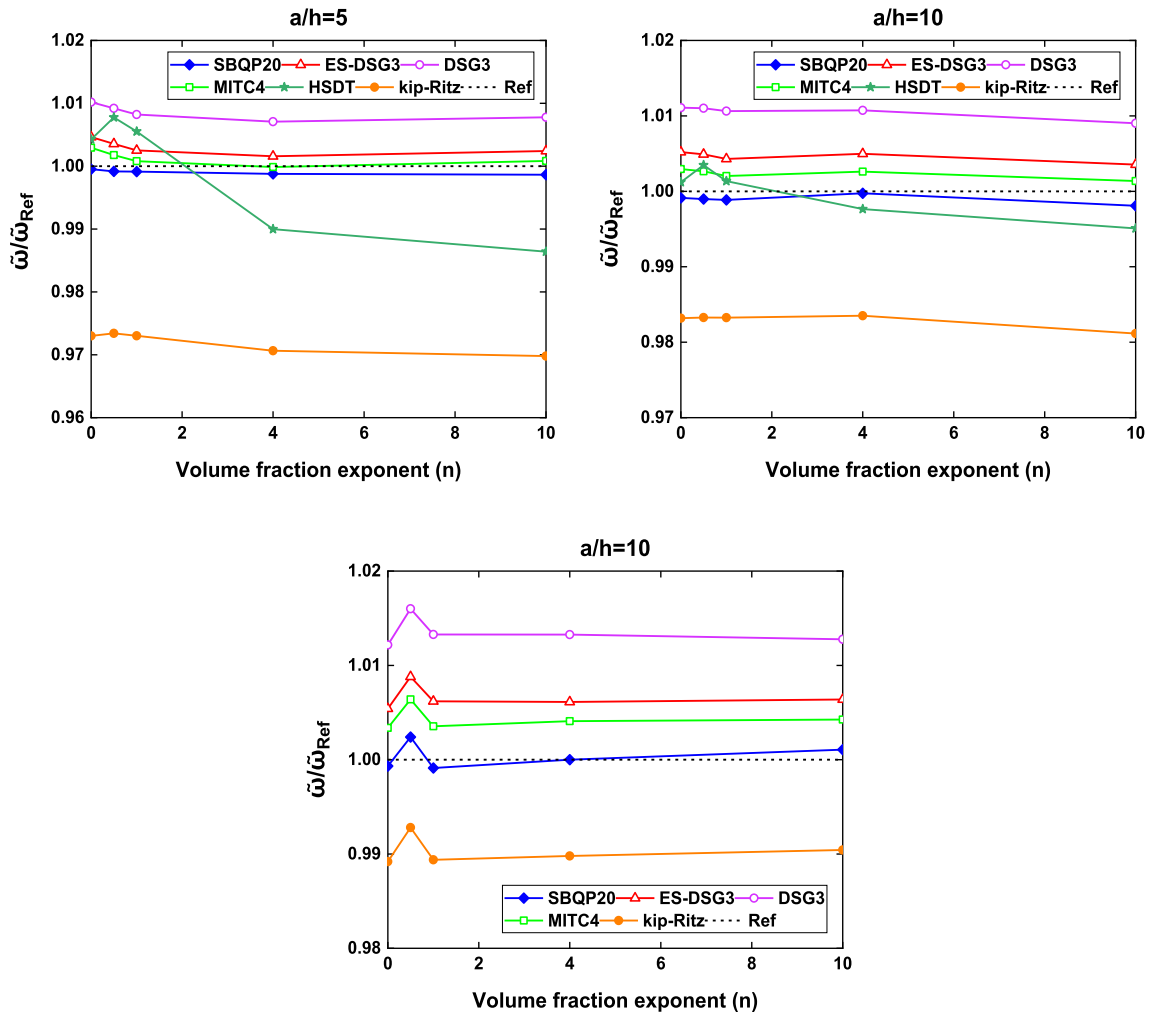 a/h=5
1.02
1.01
1.00
0.99
0.98
0.97
0.96
SBQP20 ES-DSG3 DSG3
MITC4 HSDT kip-Ritz Ref
ω̃/ω̃Ref
0 2 4 6 8 10
Volume fraction exponent (n)
a/h=10
1.02
1.01
1.00
0.99
0.98
0.97
SBQP20 ES-DSG3 DSG3
MITC4 HSDT kip-Ritz Ref
ω̃/ω̃Ref
0 2 4 6 8 10
Volume fraction exponent (n)
a/h=10
1.02
1.01
1.00
0.99
0.98
ω̃/ω̃Ref
SBQP20 ES-DSG3 DSG3
MITC4 kip-Ritz Ref
0 2 4 6 8 10
Volume fraction exponent (n)